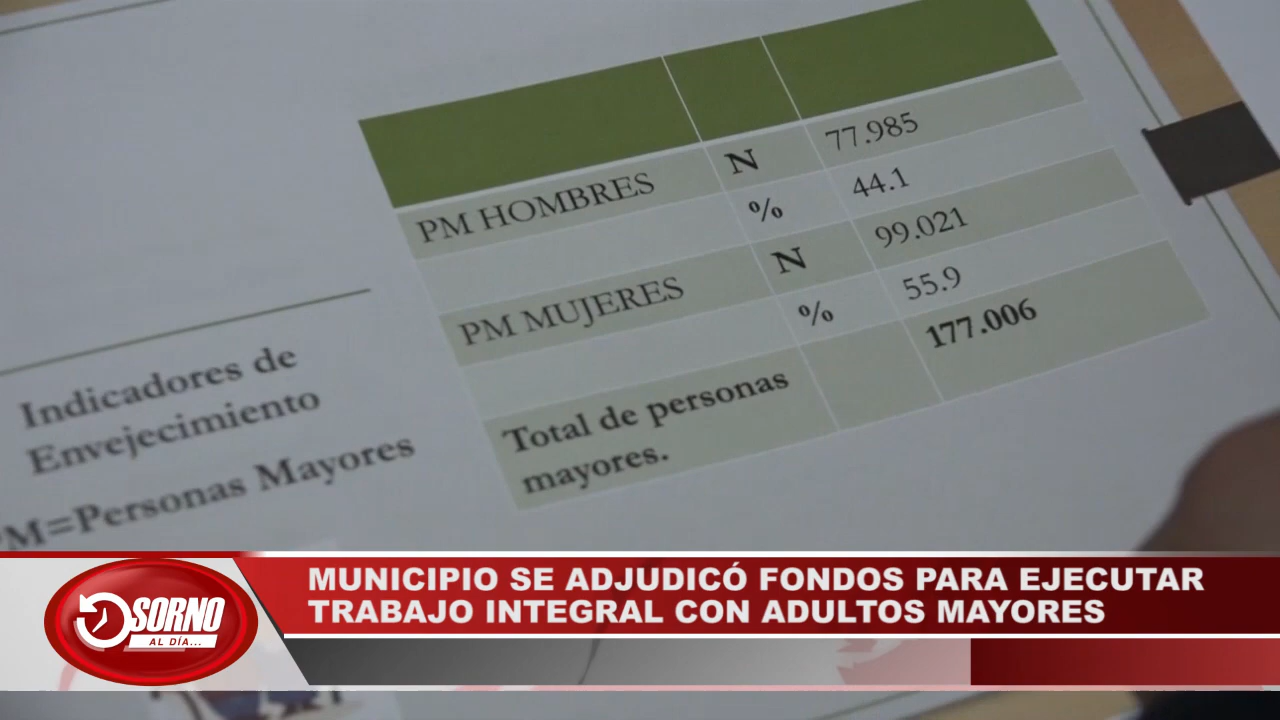 PM HOMBRES N 77.985
% 44.1
PM MUJERES N 99.021
% 55.9
Total de personas 177.006
mayores.
Indicadores de
Envejecimiento
PM=Personas Mayores
MUNICIPIO SE ADJUDICÓ FONDOS PARA EJECUTAR
TRABAJO INTEGRAL CON ADULTOS MAYORES
OSORNO
AL DÍA...